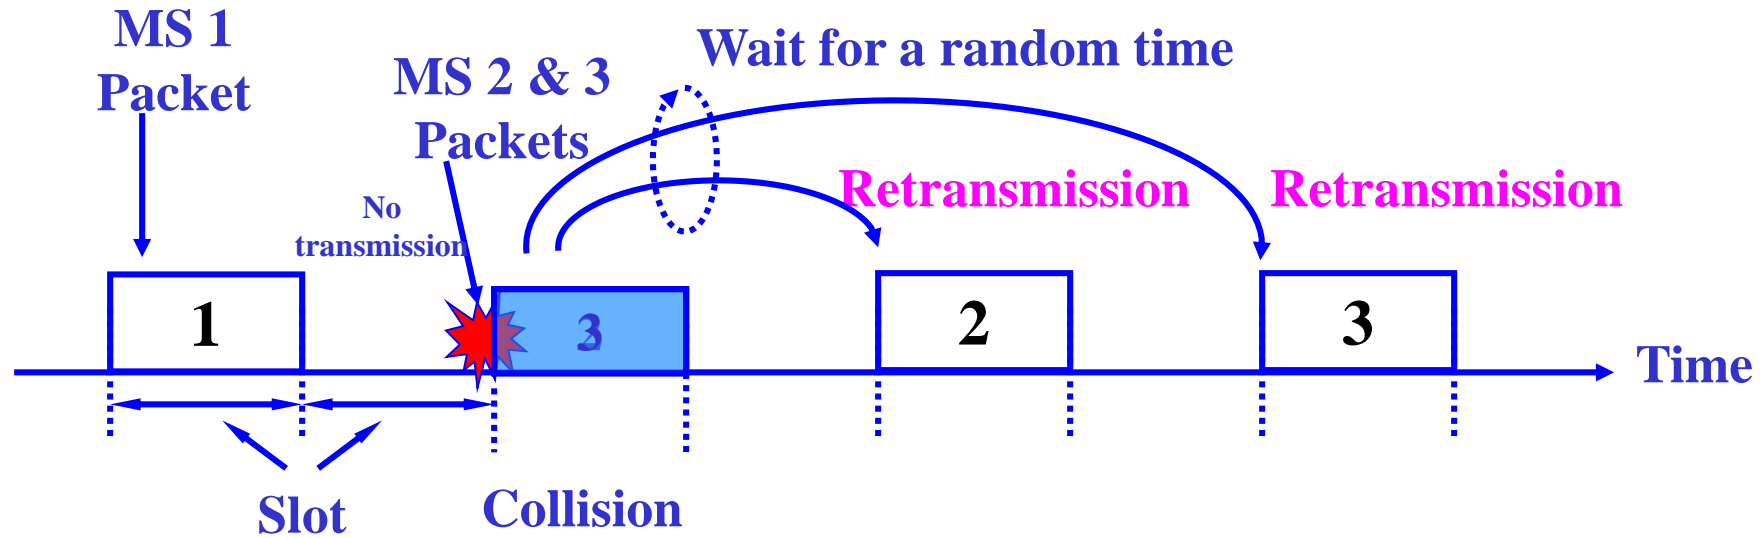 MS 1
Packet
MS 2 & 3
Packets
Wait for a random time
No
transmission
Retransmission
Retransmission
1
3
2
3
Time
Slot
Collision